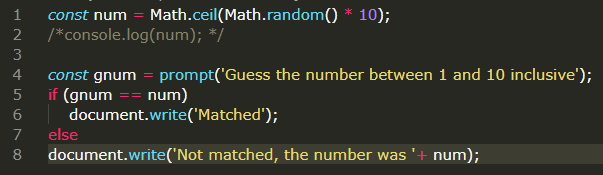 1 const num = Math.ceil(Math.random() * 10);
2 /*console.log(num); */
3
4 const gnum = prompt('Guess the number between 1 and 10 inclusive');
5 if (gnum == num)
6     document.write('Matched');
7 else
8 document.write('Not matched, the number was '+ num);